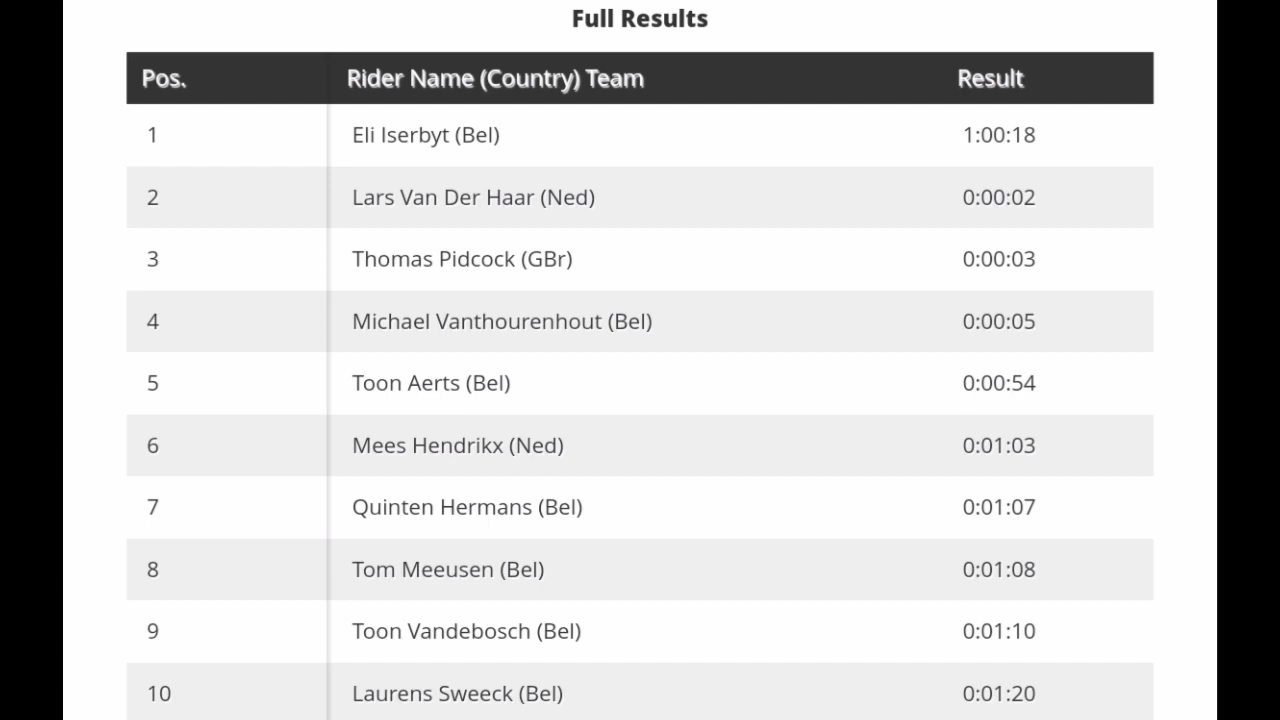 Full Results
Pos. Rider Name (Country) Team Result
1 Eli Iserbyt (Bel) 1:00:18
2 Lars Van Der Haar (Ned) 0:00:02
3 Thomas Pidcock (GBr) 0:00:03
4 Michael Vanthourenhout (Bel) 0:00:05
5 Toon Aerts (Bel) 0:00:54
6 Mees Hendrikx (Ned) 0:01:03
7 Quinten Hermans (Bel) 0:01:07
8 Tom Meeusen (Bel) 0:01:08
9 Toon Vandebosch (Bel) 0:01:10
10 Laurens Sweeck (Bel) 0:01:20